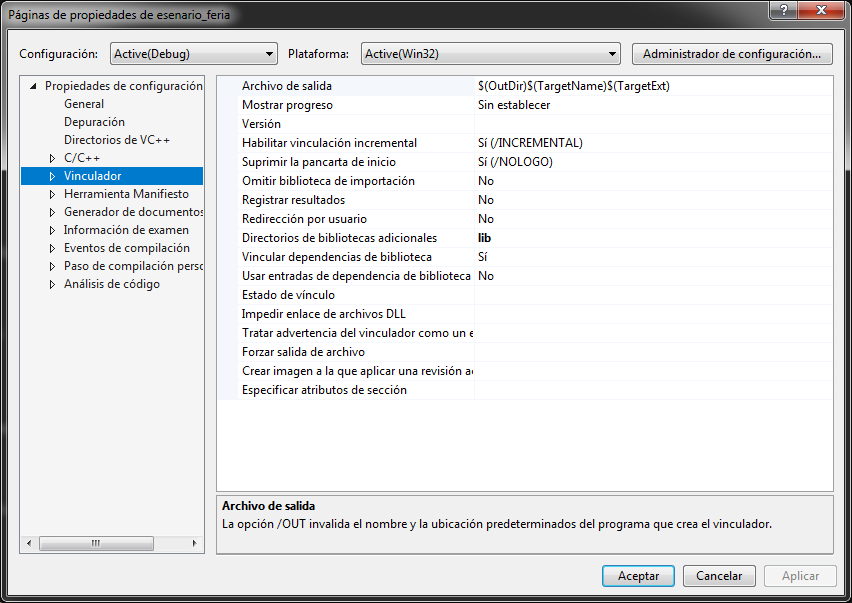 Páginas de propiedades de esenario_feria
Configuración: Active(Debug) Plataforma: Active(Win32) Administrador de configuración...
Propiedades de configuración
General
Depuración
Directorios de VC++
C/C++
Vinculador
Herramienta Manifiesto
Generador de documentos
Información de examen
Eventos de compilación
Paso de compilación perso
Análisis de código
Archivo de salida $(OutDir)$(TargetName)$(TargetExt)
Mostrar progreso Sin establecer
Versión
Habilitar vinculación incremental Sí (/INCREMENTAL)
Suprimir la pancarta de inicio Sí (/NOLOGO)
Omitir biblioteca de importación No
Registrar resultados No
Redirección por usuario No
Directorios de bibliotecas adicionales lib
Vincular dependencias de biblioteca Sí
Usar entradas de dependencia de biblioteca No
Estado de vínculo
Impedir enlace de archivos DLL
Tratar advertencia del vinculador como un e
Forzar salida de archivo
Crear imagen a la que aplicar una revisión ac
Especificar atributos de sección
Archivo de salida
La opción /OUT invalida el nombre y la ubicación predeterminados del programa que crea el vinculador.
Aceptar Cancelar Aplicar